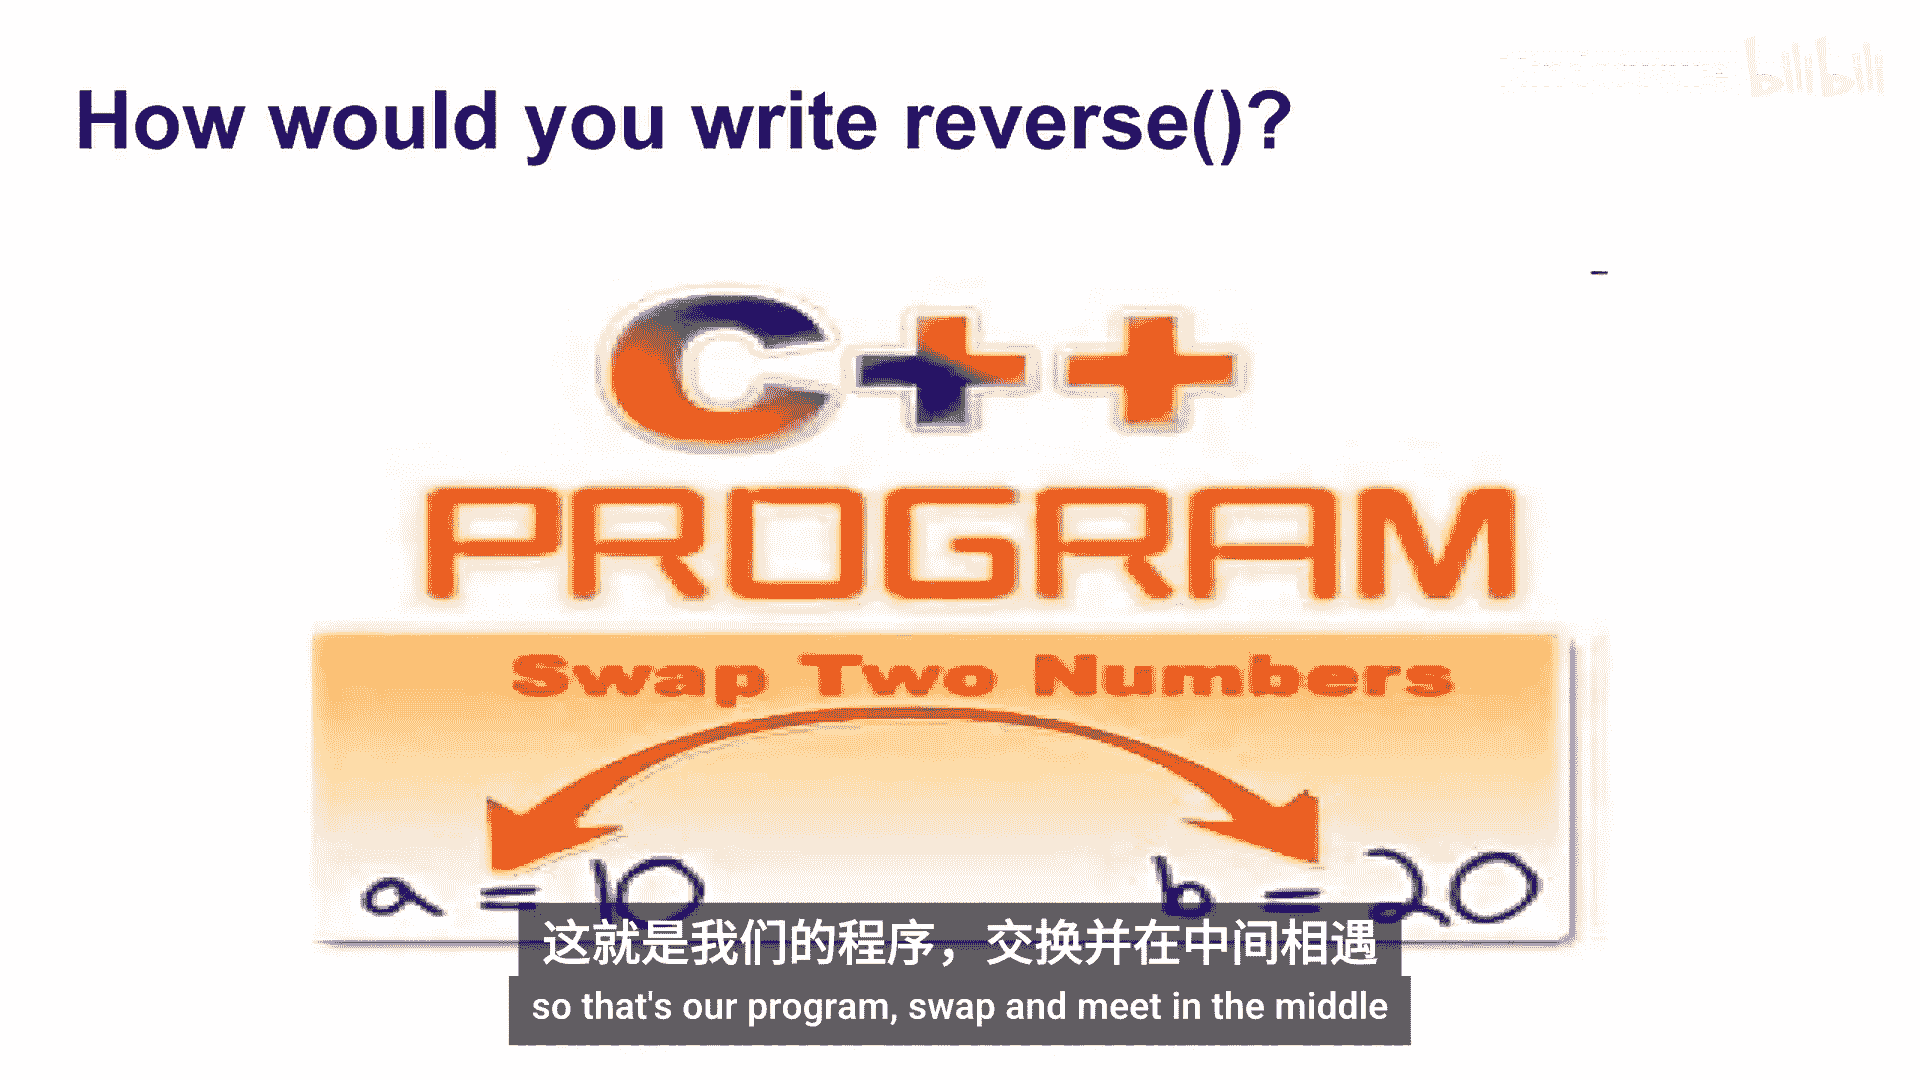 How would you write reverse()?
bilibili
C++
PROGRAM
Swap Two Numbers
a = 10
b = 20
这就是我们的程序，交换并在中间相遇
so that's our program, swap and meet in the middle